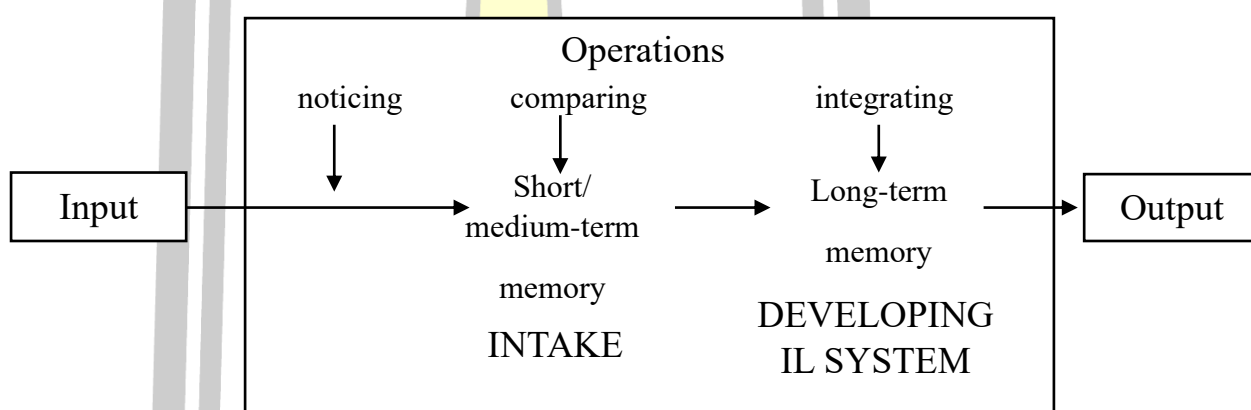 Operations
noticing
comparing
integrating
Input
Short/
medium-term
memory
INTAKE
Long-term
memory
DEVELOPING
IL SYSTEM
Output